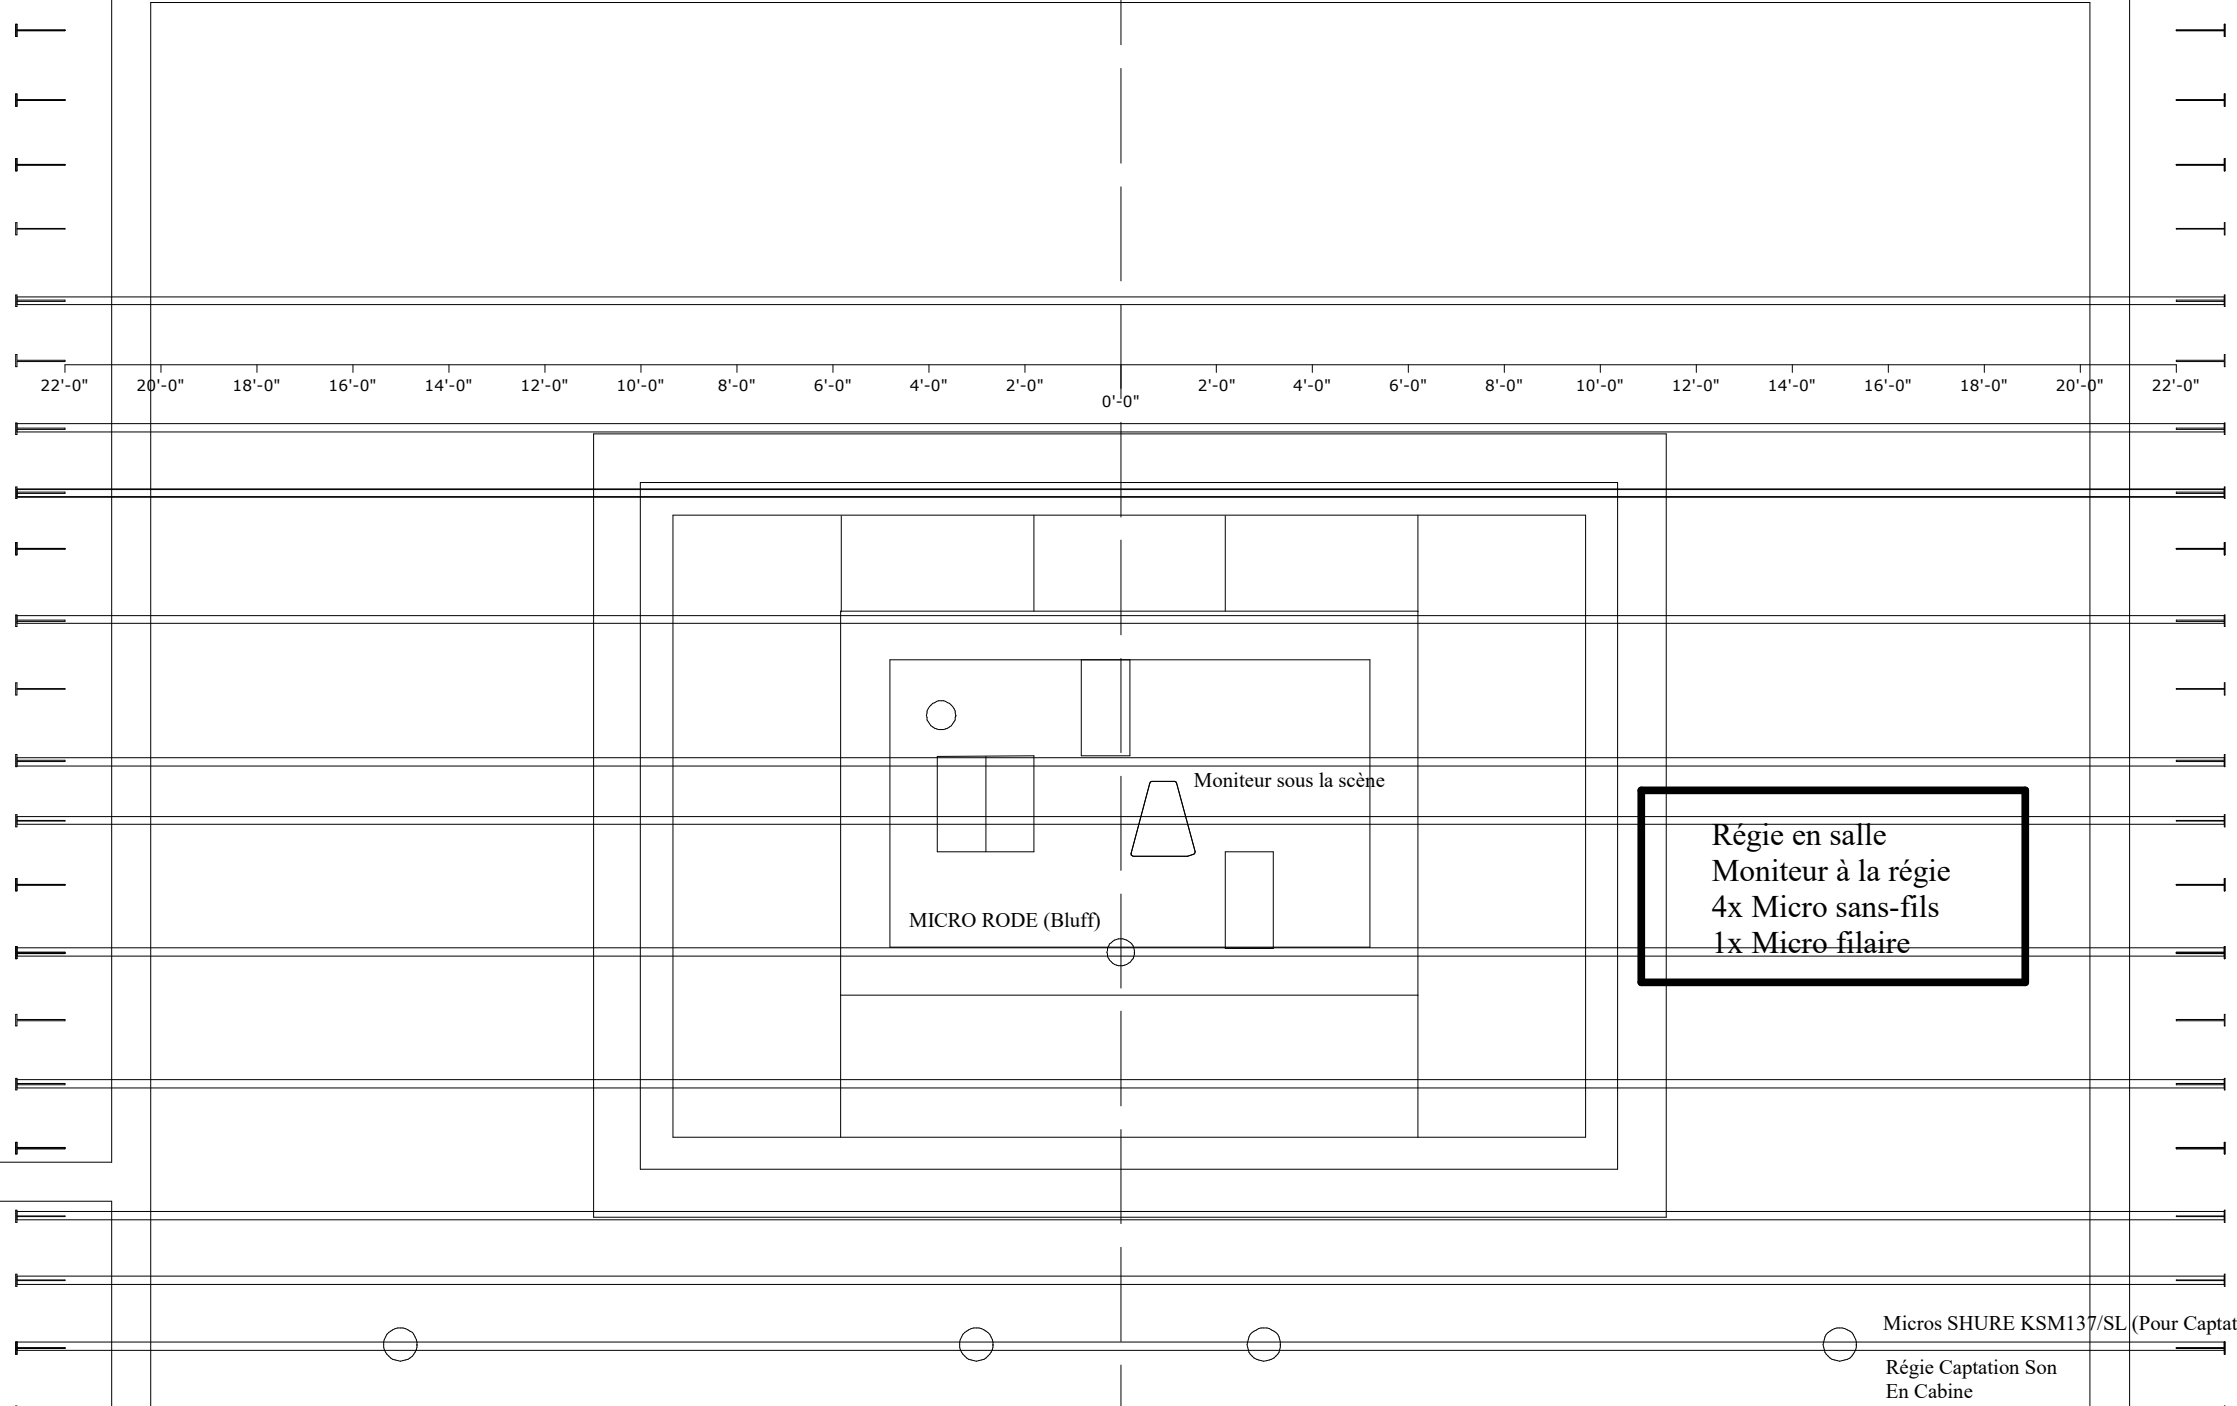 22'-0" 20'-0" 18'-0" 16'-0" 14'-0" 12'-0" 10'-0" 8'-0" 6'-0" 4'-0" 2'-0" 0'-0" 2'-0" 4'-0" 6'-0" 8'-0" 10'-0" 12'-0" 14'-0" 16'-0" 18'-0" 20'-0" 22'-0"
Moniteur sous la scène
Régie en salle
Moniteur à la régie
4x Micro sans-fils
1x Micro filaire
MICRO RODE (Bluff)
Micros SHURE KSM137/SL (Pour Captat
Régie Captation Son
En Cabine